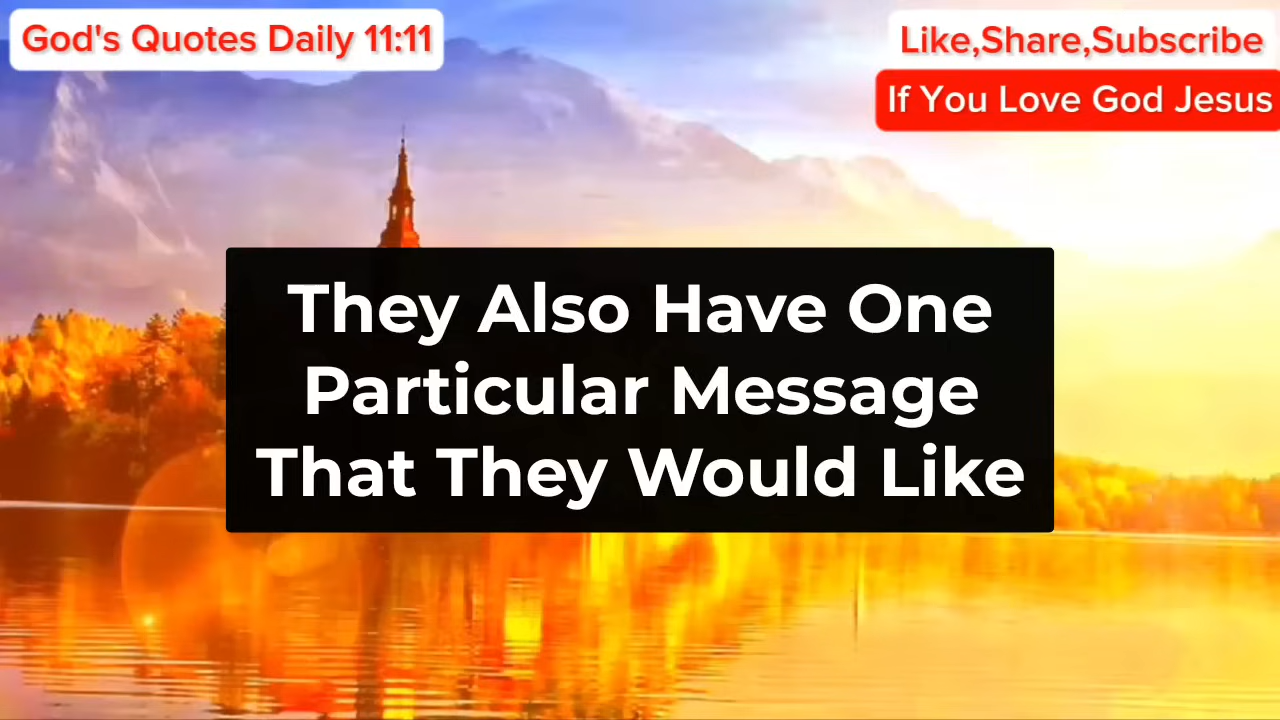 God's Quotes Daily 11:11
Like,Share,Subscribe
If You Love God Jesus
They Also Have One
Particular Message
That They Would Like